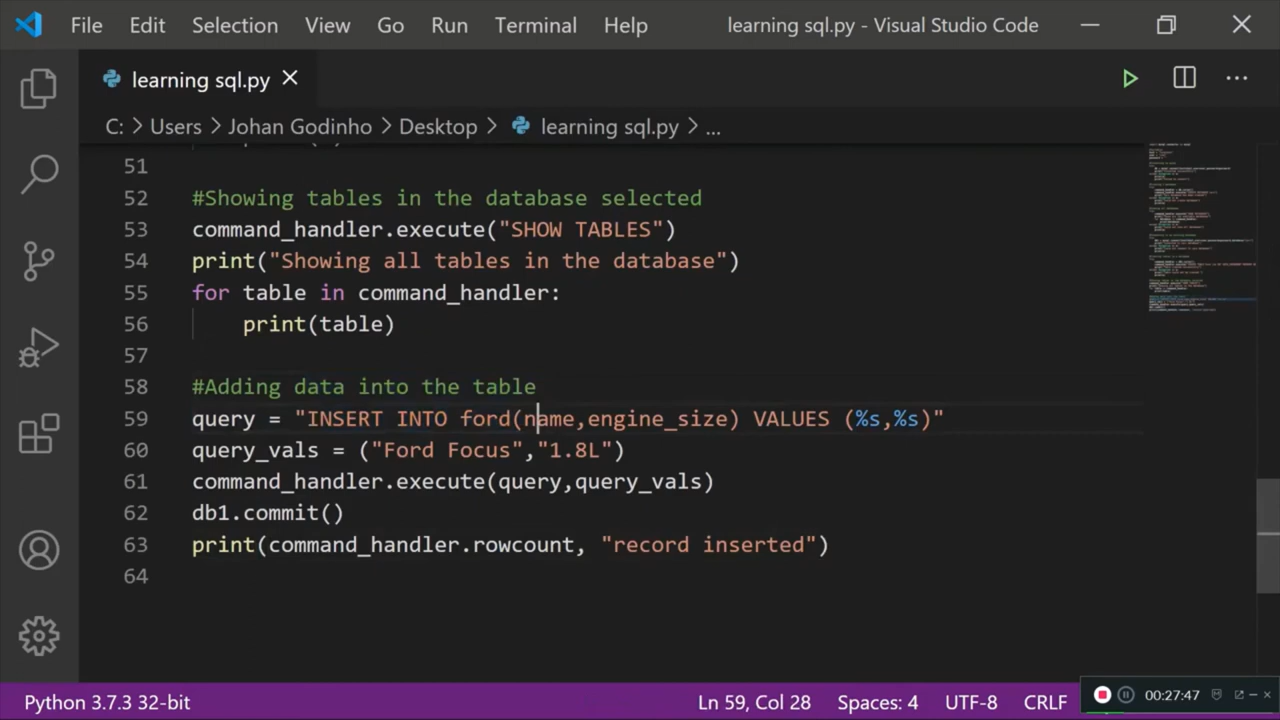 File Edit Selection View Go Run Terminal Help learning sql.py - Visual Studio Code
learning sql.py
C: > Users > Johan Godinho > Desktop > learning sql.py > ...
51
52 #Showing tables in the database selected
53 command_handler.execute("SHOW TABLES")
54 print("Showing all tables in the database")
55 for table in command_handler:
56 print(table)
57
58 #Adding data into the table
59 query = "INSERT INTO ford(name,engine_size) VALUES (%s,%s)"
60 query_vals = ("Ford Focus","1.8L")
61 command_handler.execute(query,query_vals)
62 db1.commit()
63 print(command_handler.rowcount, "record inserted")
64
Python 3.7.3 32-bit Ln 59, Col 28 Spaces: 4 UTF-8 CRLF 00:27:47